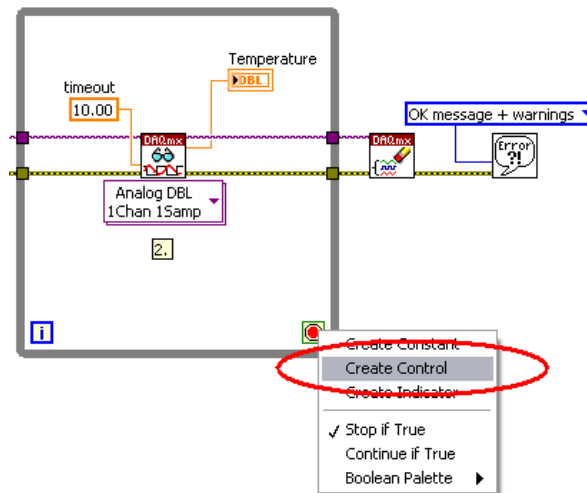 Temperature
DBL
timeout
10.00
OK message + warnings
DAQmx
DAQmx
Error
?!
Analog DBL
1Chan 1Samp
2.
i
Create Constant
Create Control
Create Indicator
Stop if True
Continue if True
Boolean Palette